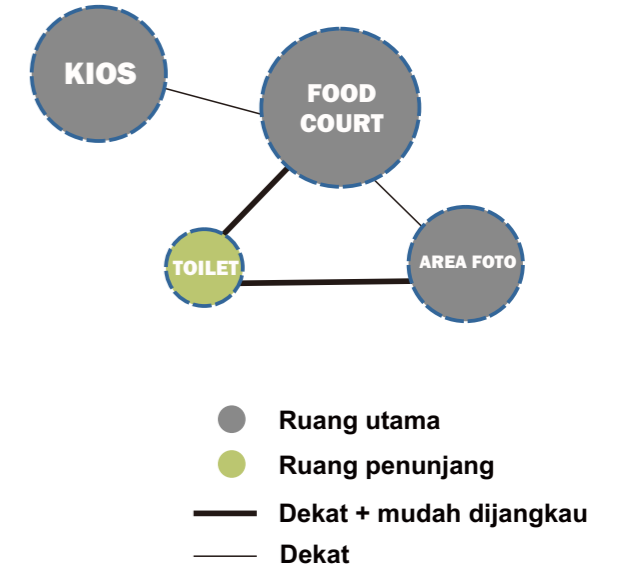 KIOS
FOOD
COURT
TOILET
AREA FOTO
Ruang utama
Ruang penunjang
Dekat + mudah dijangkau
Dekat